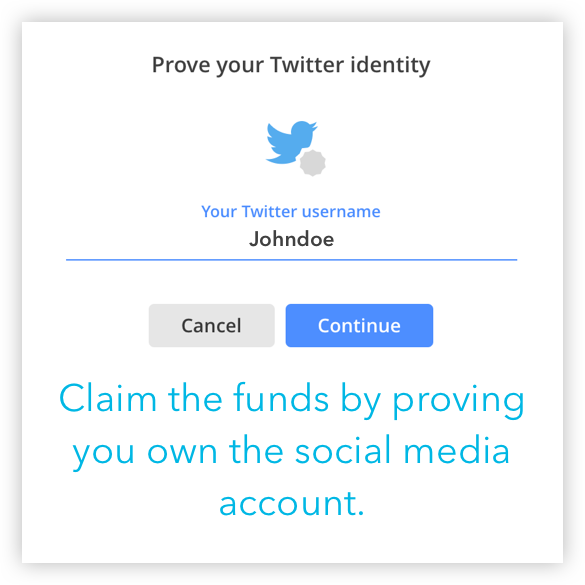 Prove your Twitter identity
Your Twitter username
Johndoe
Cancel
Continue
Claim the funds by proving
you own the social media
account.